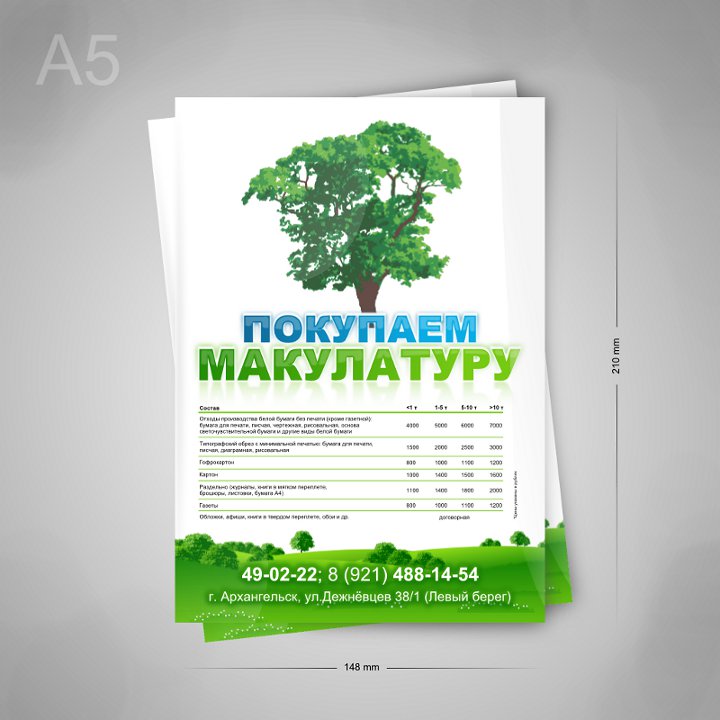 A5
ПОКУПАЕМ
МАКУЛАТУРУ
Состав <1 т 1-5 т 5-10 т >10 т
Отходы производства белой бумаги без печати (кроме газетной)
бумага для печати, писчая, чертежная, рисовальная, основа
светочувствительной бумаги и другие виды белой бумаги 4000 5000 6000 7000
Типографский обрез с минимальной печатью: бумага для печати,
писчая, диаграмная, рисовальная 1500 2000 2500 3000
Гофрокартон 800 1000 1100 1200
Картон 1000 1400 1500 1600
Раздельно (журналы, книги в мягком переплете,
брошюры, листовки, бумага А4) 1100 1400 1800 2000
Газеты 800 1000 1100 1200
Обложки, афиши, книги в твердом переплете, обои и др. договорная
*Цены указаны в рублях
49-02-22; 8 (921) 488-14-54
г. Архангельск, ул.Дежнёвцев 38/1 (Левый берег)
210 mm
148 mm